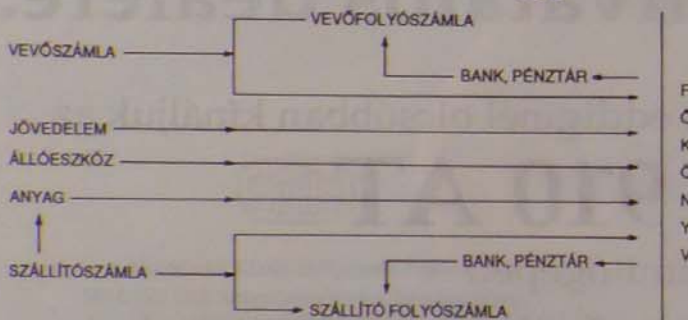 VEVŐFOLYÓSZÁMLA
VEVŐSZÁMLA
BANK, PÉNZTÁR
JÖVEDELEM
ÁLLÓESZKÖZ
ANYAG
SZÁLLÍTÓSZÁMLA
BANK, PÉNZTÁR
SZÁLLÍTÓ FOLYÓSZÁMLA
F
Ő
K
Ö
N
Y
V